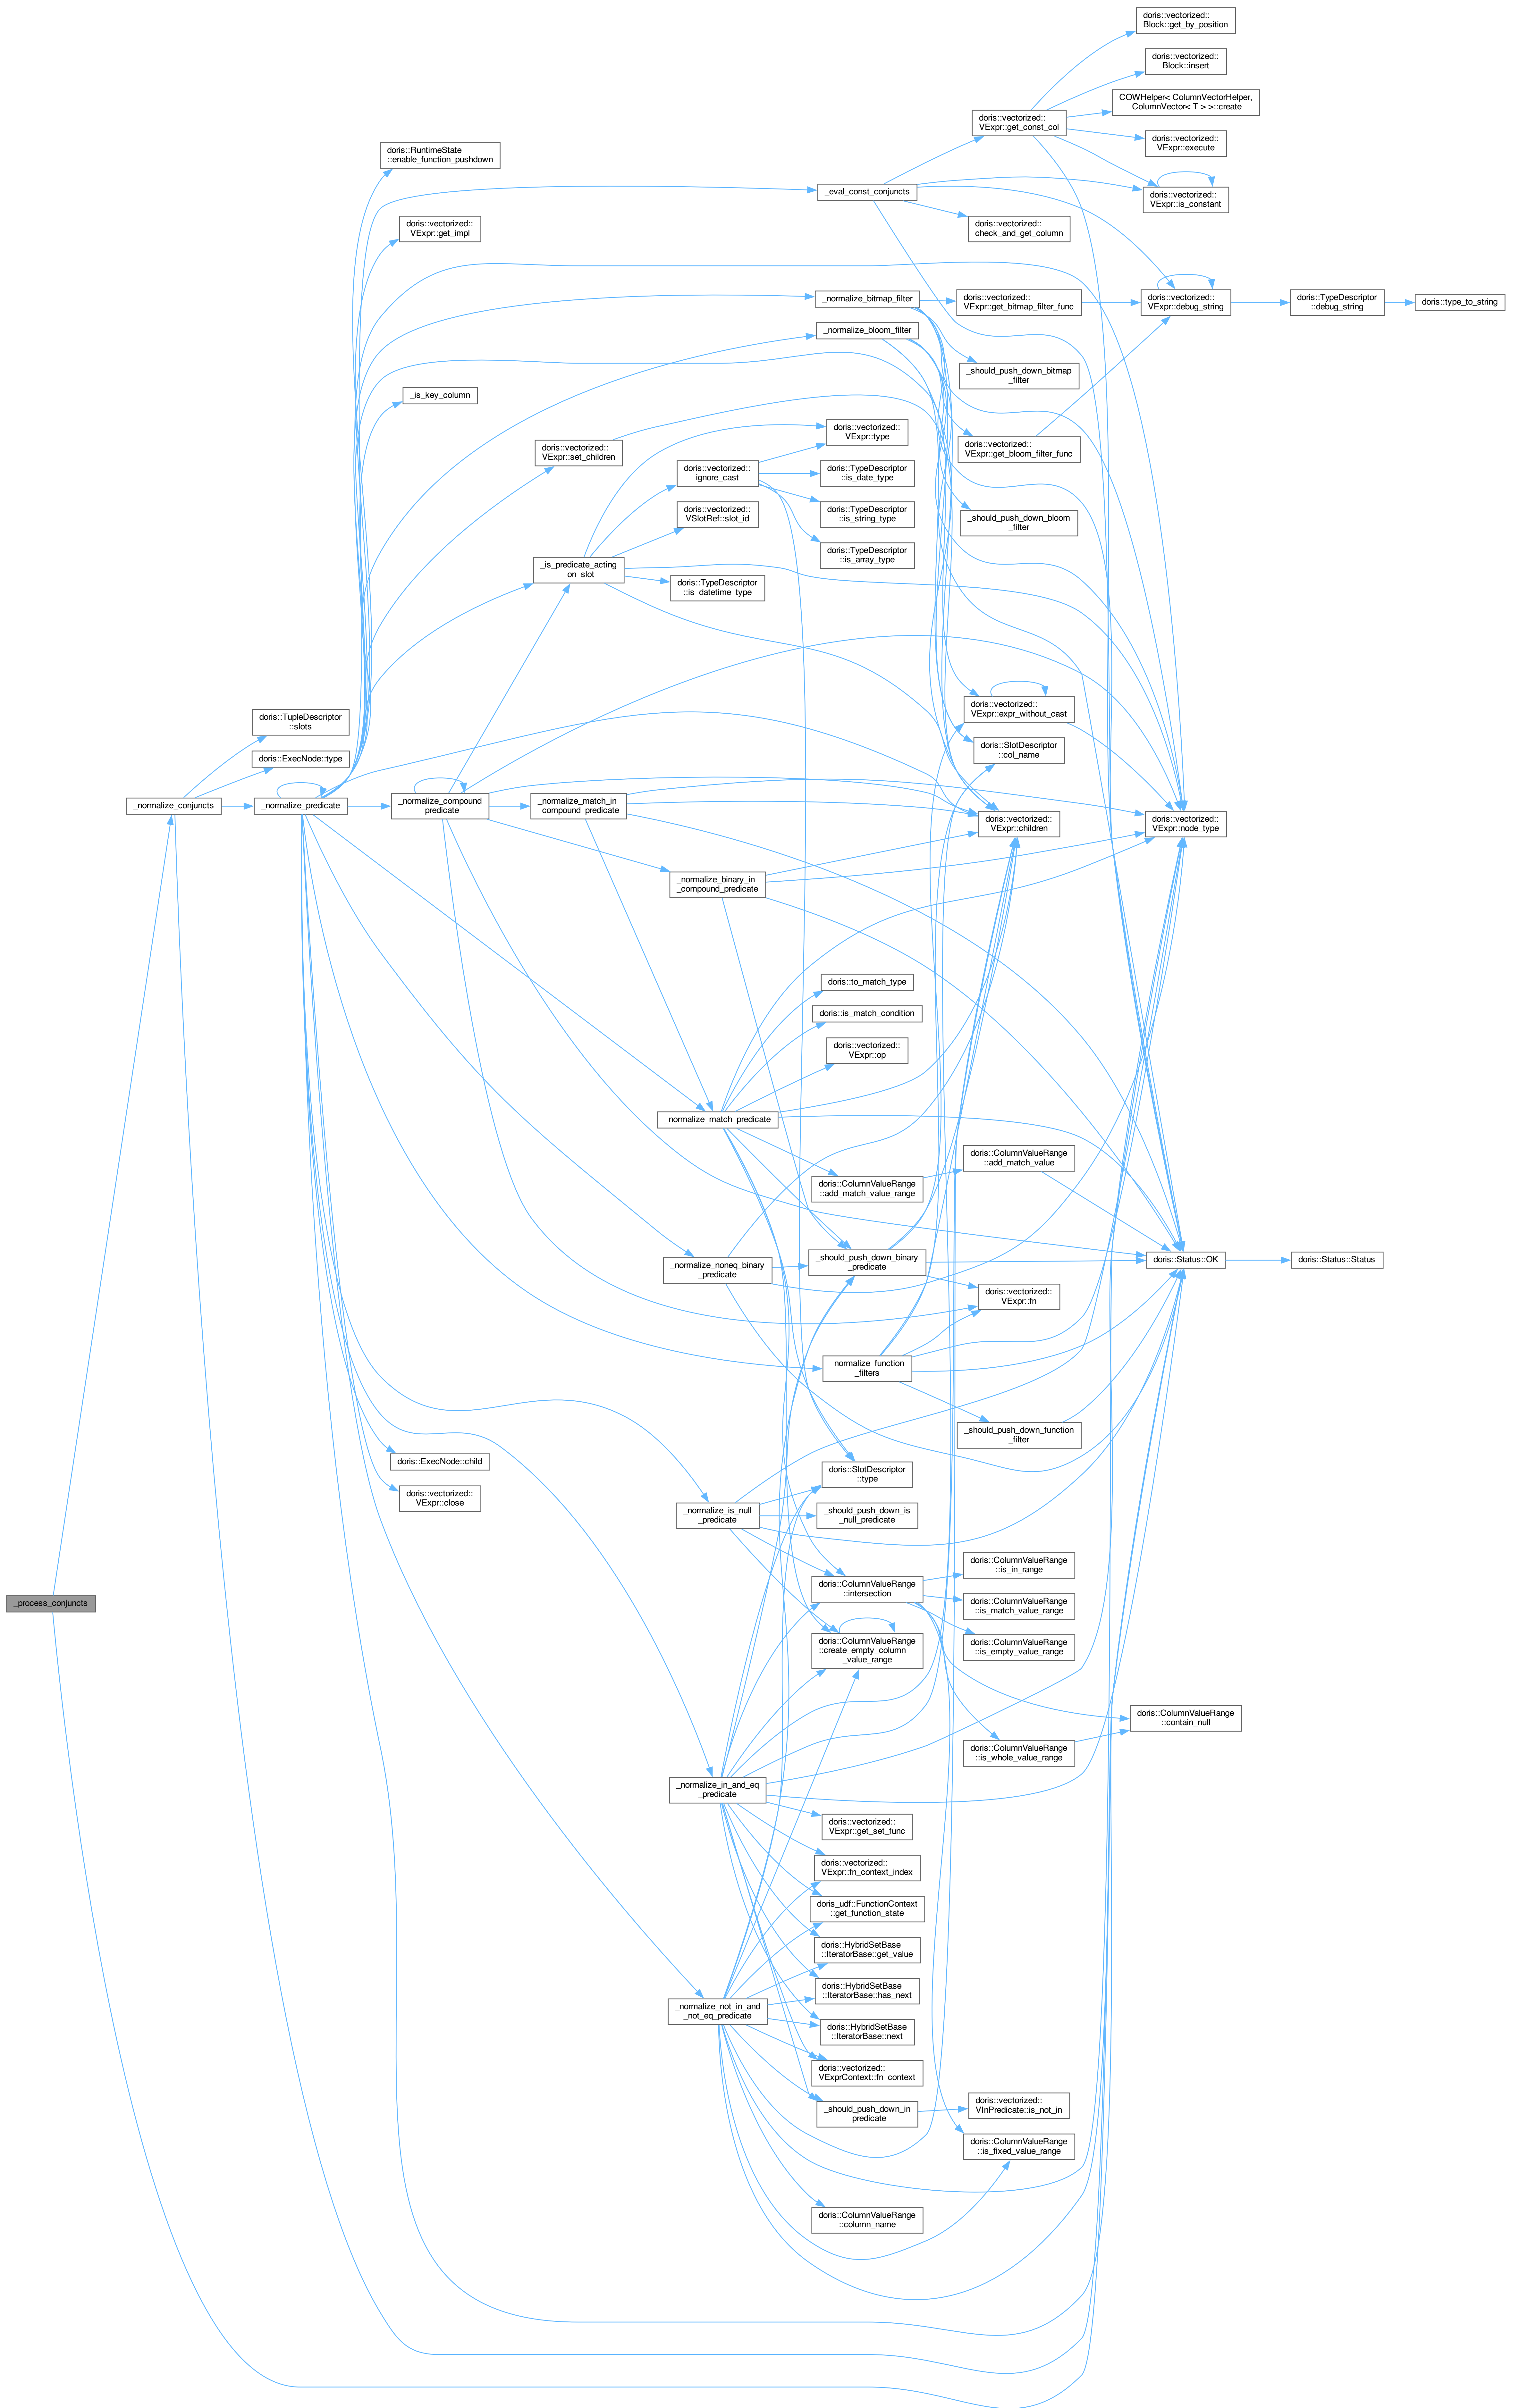 doris::vectorized::
Block::get_by_position
doris::vectorized::
Block::insert
COWHelper< ColumnVectorHelper,
ColumnVector< T > >::create
doris::vectorized::
VExpr::get_const_col
doris::vectorized::
VExpr::execute
doris::RuntimeState
::enable_function_pushdown
_eval_const_conjuncts
doris::vectorized::
VExpr::is_constant
doris::vectorized::
VExpr::get_impl
doris::vectorized::
check_and_get_column
_normalize_bitmap_filter
doris::vectorized::
VExpr::get_bitmap_filter_func
doris::vectorized::
VExpr::debug_string
doris::TypeDescriptor
::debug_string
doris::type_to_string
_normalize_bloom_filter
_should_push_down_bitmap
_filter
_is_key_column
doris::vectorized::
VExpr::set_children
doris::vectorized::
VExpr::type
doris::vectorized::
VExpr::get_bloom_filter_func
doris::vectorized::
ignore_cast
doris::TypeDescriptor
::is_date_type
doris::vectorized::
VSlotRef::slot_id
doris::TypeDescriptor
::is_string_type
_should_push_down_bloom
_filter
doris::TypeDescriptor
::is_array_type
_is_predicate_acting
_on_slot
doris::TypeDescriptor
::is_datetime_type
doris::vectorized::
VExpr::expr_without_cast
doris::TupleDescriptor
::slots
doris::SlotDescriptor
::col_name
doris::ExecNode::type
_normalize_conjuncts
_normalize_predicate
_normalize_compound
_predicate
_normalize_match_in
_compound_predicate
doris::vectorized::
VExpr::children
doris::vectorized::
VExpr::node_type
_normalize_binary_in
_compound_predicate
doris::to_match_type
doris::is_match_condition
doris::vectorized::
VExpr::op
_normalize_match_predicate
doris::ColumnValueRange
::add_match_value
doris::ColumnValueRange
::add_match_value_range
_normalize_noneq_binary
_predicate
_should_push_down_binary
_predicate
doris::Status::OK
doris::Status::Status
doris::vectorized::
VExpr::fn
_normalize_function
_filters
_should_push_down_function
_filter
doris::ExecNode::child
doris::SlotDescriptor
::type
doris::vectorized::
VExpr::close
_normalize_is_null
_predicate
_should_push_down_is
_null_predicate
doris::ColumnValueRange
::is_in_range
doris::ColumnValueRange
::intersection
_process_conjuncts
doris::ColumnValueRange
::is_match_value_range
doris::ColumnValueRange
::create_empty_column
_value_range
doris::ColumnValueRange
::is_empty_value_range
doris::ColumnValueRange
::contain_null
doris::ColumnValueRange
::is_whole_value_range
_normalize_in_and_eq
_predicate
doris::vectorized::
VExpr::get_set_func
doris::vectorized::
VExpr::fn_context_index
doris_udf::FunctionContext
::get_function_state
doris::HybridSetBase
::IteratorBase::get_value
doris::HybridSetBase
::IteratorBase::has_next
_normalize_not_in_and
_not_eq_predicate
doris::HybridSetBase
::IteratorBase::next
doris::vectorized::
VExprContext::fn_context
_should_push_down_in
_predicate
doris::vectorized::
VInPredicate::is_not_in
doris::ColumnValueRange
::is_fixed_value_range
doris::ColumnValueRange
::column_name